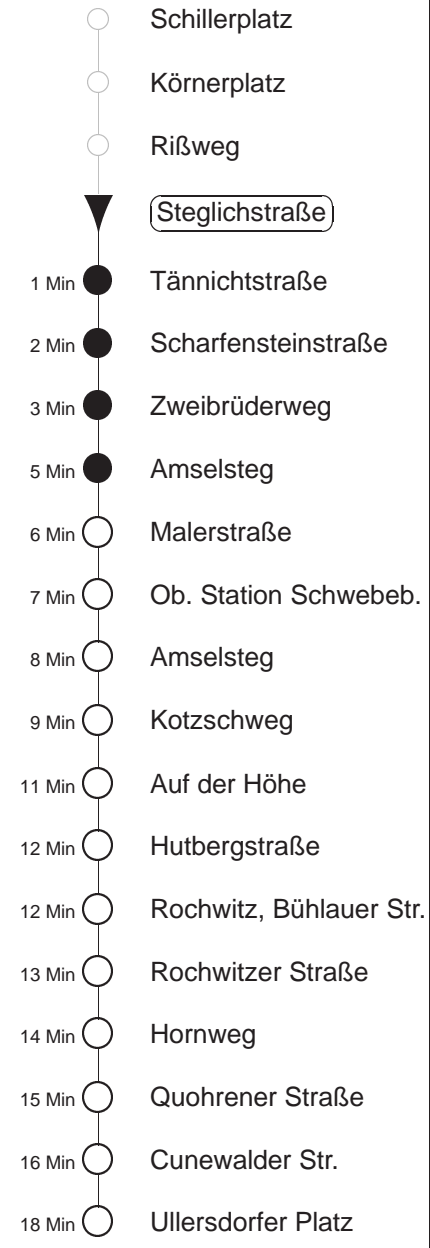 Schillerplatz
Körnerplatz
Rißweg
Steglichstraße
1 Min Tännichtstraße
2 Min Scharfensteinstraße
3 Min Zweibrüderweg
5 Min Amselsteg
6 Min Malerstraße
7 Min Ob. Station Schwebeb.
8 Min Amselsteg
9 Min Kotzschweg
11 Min Auf der Höhe
12 Min Hutbergstraße
12 Min Rochwitz, Bühlauer Str.
13 Min Rochwitzer Straße
14 Min Hornweg
15 Min Quohrener Straße
16 Min Cunewalder Str.
18 Min Ullersdorfer Platz